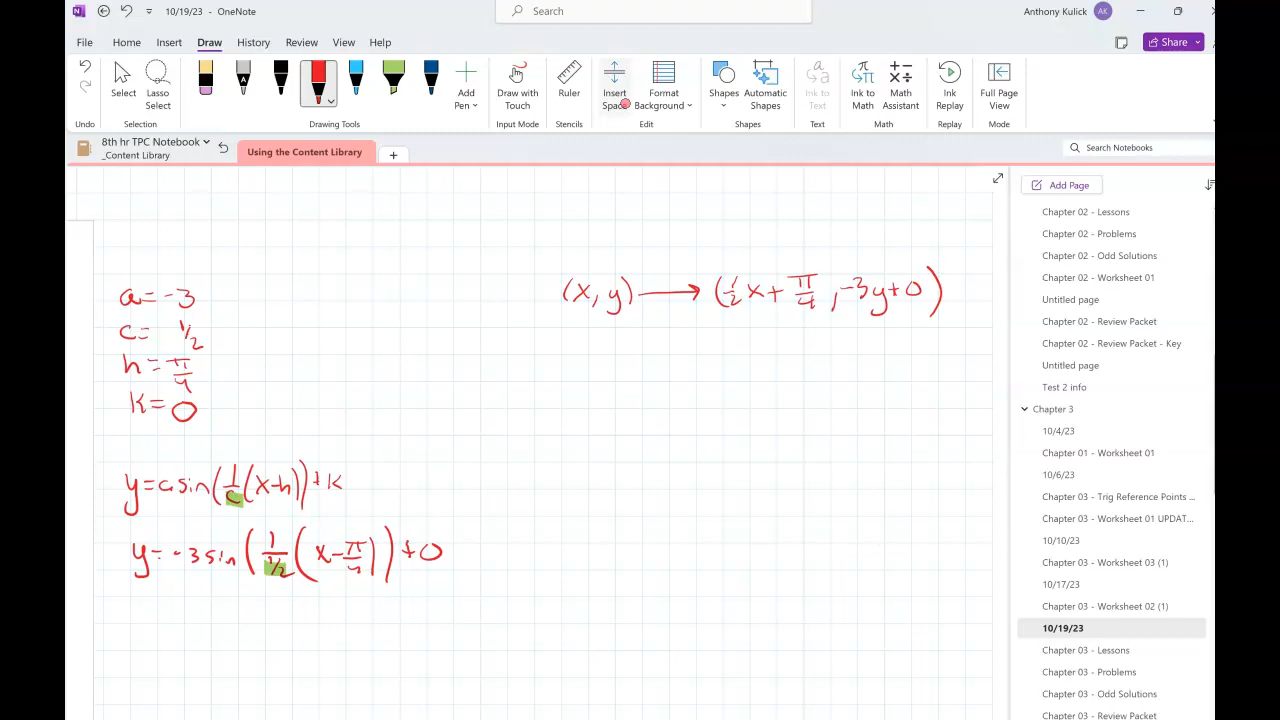 10/19/23 - OneNote
Search
Anthony Kulick
AK
File Home Insert Draw History Review View Help
Share
Select
Lasso Select
Add Pen
Draw with Touch
Ruler
Insert Space
Format Background
Shapes
Automatic Shapes
Ink to Text
Ink to Math
Math Assistant
Ink Replay
Full Page View
Undo
Selection
Drawing Tools
Input Mode
Stencils
Edit
Shapes
Text
Math
Replay
Mode
8th hr TPC Notebook
_Content Library
Using the Content Library
+
Search Notebooks
Add Page
Chapter 02 - Lessons
Chapter 02 - Problems
Chapter 02 - Odd Solutions
Chapter 02 - Worksheet 01
Untitled page
Chapter 02 - Review Packet
Chapter 02 - Review Packet - Key
Untitled page
Test 2 info
Chapter 3
10/4/23
Chapter 01 - Worksheet 01
10/6/23
Chapter 03 - Trig Reference Points ...
Chapter 03 - Worksheet 01 UPDAT...
10/10/23
Chapter 03 - Worksheet 03 (1)
10/17/23
Chapter 03 - Worksheet 02 (1)
10/19/23
Chapter 03 - Lessons
Chapter 03 - Problems
Chapter 03 - Odd Solutions
Chapter 03 - Review Packet
a = -3
c = 1/2
h = π/4
k = 0
(x, y) → (1/2 x + π/4, -3y+0)
y = a sin(1/c (x-h)) + k
y = -3 sin(1/(1/2) (x - π/4)) + 0